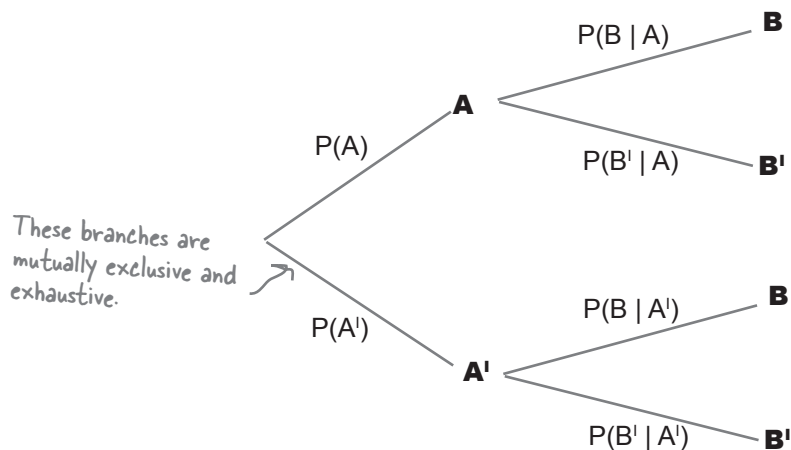 B
P(B | A)
A
P(A)
P(B' | A)
B'
These branches are
mutually exclusive and
exhaustive.
B
P(B | A')
P(A')
A'
P(B' | A')
B'